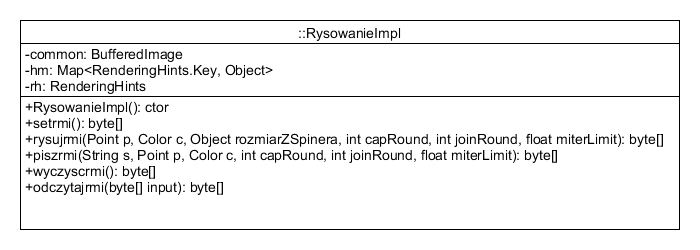 ::RysowanieImpl
-common: BufferedImage
-hm: Map<RenderingHints.Key, Object>
-rh: RenderingHints
+RysowanieImpl(): ctor
+setrmi(): byte[]
+rysujrmi(Point p, Color c, Object rozmiarZSpinera, int capRound, int joinRound, float miterLimit): byte[]
+piszrmi(String s, Point p, Color c, int capRound, int joinRound, float miterLimit): byte[]
+wyczyscrmi(): byte[]
+odczytajrmi(byte[] input): byte[]